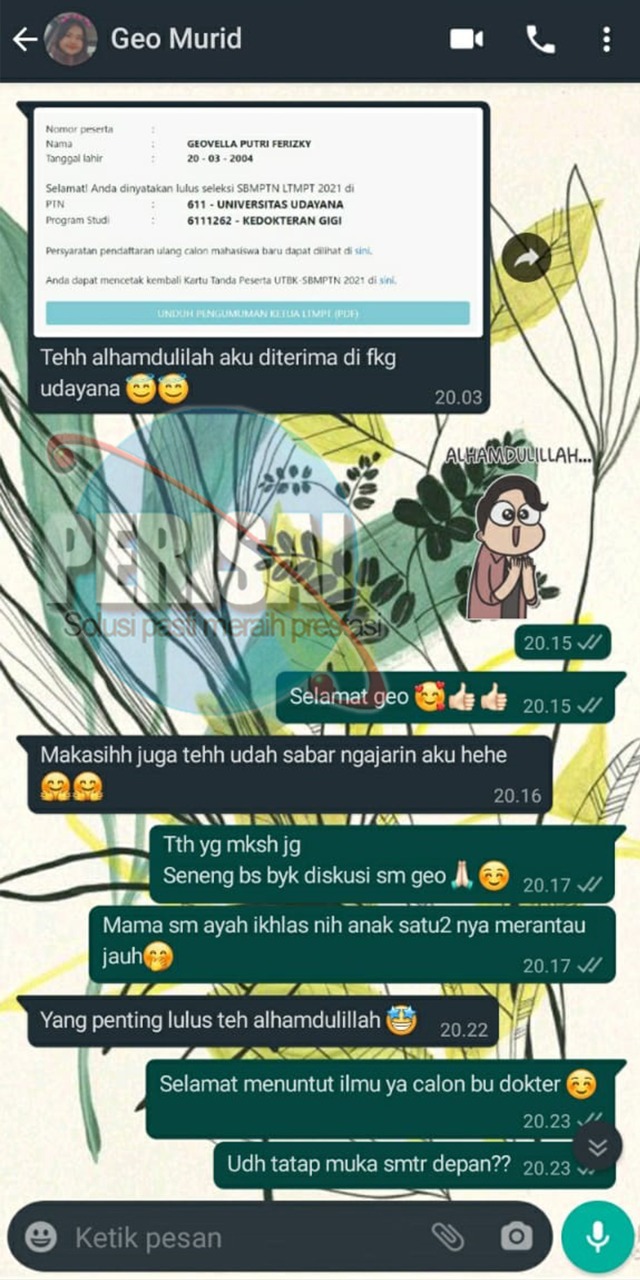 Geo Murid
Nomor peserta :
Nama : GEOVELLA PUTRI FERIZKY
Tanggal lahir : 20 - 03 - 2004
Selamat! Anda dinyatakan lulus seleksi SBMPTN LTMPT 2021 di
PTN : 611 - UNIVERSITAS UDAYANA
Program Studi : 6111262 - KEDOKTERAN GIGI
Persyaratan pendaftaran ulang calon mahasiswa baru dapat dilihat di sini.
Anda dapat mencetak kembali Kartu Tanda Peserta UTBK-SBMPTN 2021 di sini.
UNDUH PENGUMUMAN KETUA LTMPT (PDF)
Tehh alhamdulilah aku diterima di fkg
udayana 😇😇
20.03
ALHAMDULILLAH...
PERISAI
Solusi pasti meraih prestasi
20.15
Selamat geo 🥰👍🏻👍🏻 20.15
Makasihh juga tehh udah sabar ngajarin aku hehe
🤗🤗
20.16
Tth yg mksh jg
Seneng bs byk diskusi sm geo 🙏🏻☺️ 20.17
Mama sm ayah ikhlas nih anak satu2 nya merantau
jauh🤭
20.17
Yang penting lulus teh alhamdulillah 🤩 20.22
Selamat menuntut ilmu ya calon bu dokter ☺️
20.23
Udh tatap muka smtr depan?? 20.23
Ketik pesan